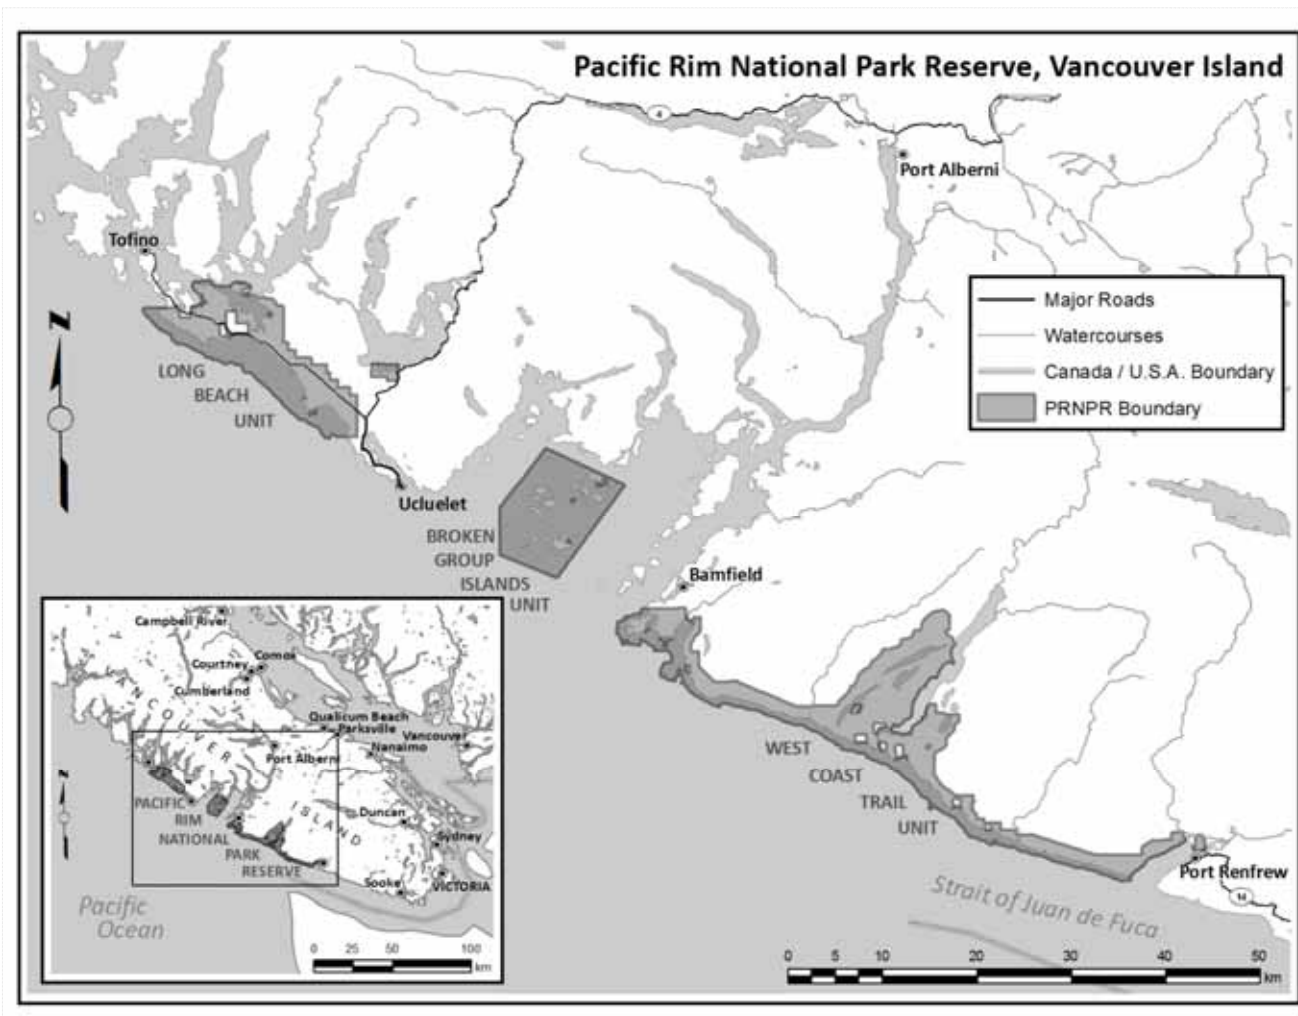 Pacific Rim National Park Reserve, Vancouver Island
4
Port Alberni
Tofino
Major Roads
Watercourses
Canada / U.S.A. Boundary
PRNPR Boundary
N
LONG
BEACH
UNIT
Ucluelet
BROKEN
GROUP
ISLANDS
UNIT
Bamfield
WEST
COAST
TRAIL
UNIT
Port Renfrew
14
Strait of Juan de Fuca
0 5 10 20 30 40 50
km
Campbell River
Courtney
Comox
Cumberland
VANCOUVER
ISLAND
Qualicum Beach
Parksville
Vancouver
Nanaimo
Port Alberni
N
PACIFIC
RIM
NATIONAL
PARK
RESERVE
Duncan
Sydney
Sooke
VICTORIA
Pacific
Ocean
0 25 50 100
km